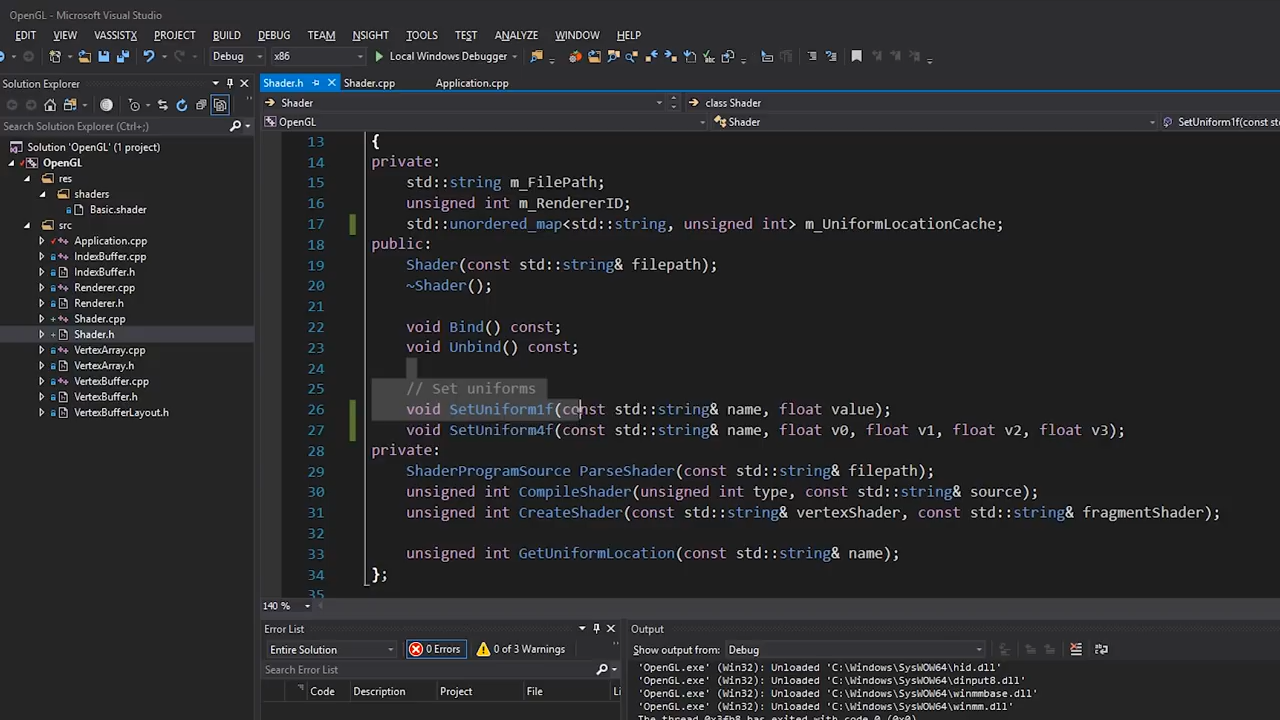 OpenGL - Microsoft Visual Studio
EDIT VIEW VASSISTX PROJECT BUILD DEBUG TEAM NSIGHT TOOLS TEST ANALYZE WINDOW HELP
Debug x86 Local Windows Debugger
Solution Explorer
Search Solution Explorer (Ctrl+;)
Solution 'OpenGL' (1 project)
OpenGL
res
shaders
Basic.shader
src
Application.cpp
IndexBuffer.cpp
IndexBuffer.h
Renderer.cpp
Renderer.h
Shader.cpp
Shader.h
VertexArray.cpp
VertexArray.h
VertexBuffer.cpp
VertexBuffer.h
VertexBufferLayout.h
Shader.h Shader.cpp Application.cpp
Shader class Shader
OpenGL Shader SetUniform1f(const st
13 {
14 private:
15 std::string m_FilePath;
16 unsigned int m_RendererID;
17 std::unordered_map<std::string, unsigned int> m_UniformLocationCache;
18 public:
19 Shader(const std::string& filepath);
20 ~Shader();
21
22 void Bind() const;
23 void Unbind() const;
24
25 // Set uniforms
26 void SetUniform1f(const std::string& name, float value);
27 void SetUniform4f(const std::string& name, float v0, float v1, float v2, float v3);
28 private:
29 ShaderProgramSource ParseShader(const std::string& filepath);
30 unsigned int CompileShader(unsigned int type, const std::string& source);
31 unsigned int CreateShader(const std::string& vertexShader, const std::string& fragmentShader);
32
33 unsigned int GetUniformLocation(const std::string& name);
34 };
35
140 %
Error List
Entire Solution 0 Errors 0 of 3 Warnings
Search Error List
Code Description Project File Li
Output
Show output from: Debug
'OpenGL.exe' (Win32): Unloaded 'C:\Windows\SysWOW64\hid.dll'
'OpenGL.exe' (Win32): Unloaded 'C:\Windows\SysWOW64\dinput8.dll'
'OpenGL.exe' (Win32): Unloaded 'C:\Windows\SysWOW64\winmmbase.dll'
'OpenGL.exe' (Win32): Unloaded 'C:\Windows\SysWOW64\winmm.dll'
The thread 0x3fb8 has exited with code 0 (0x0)